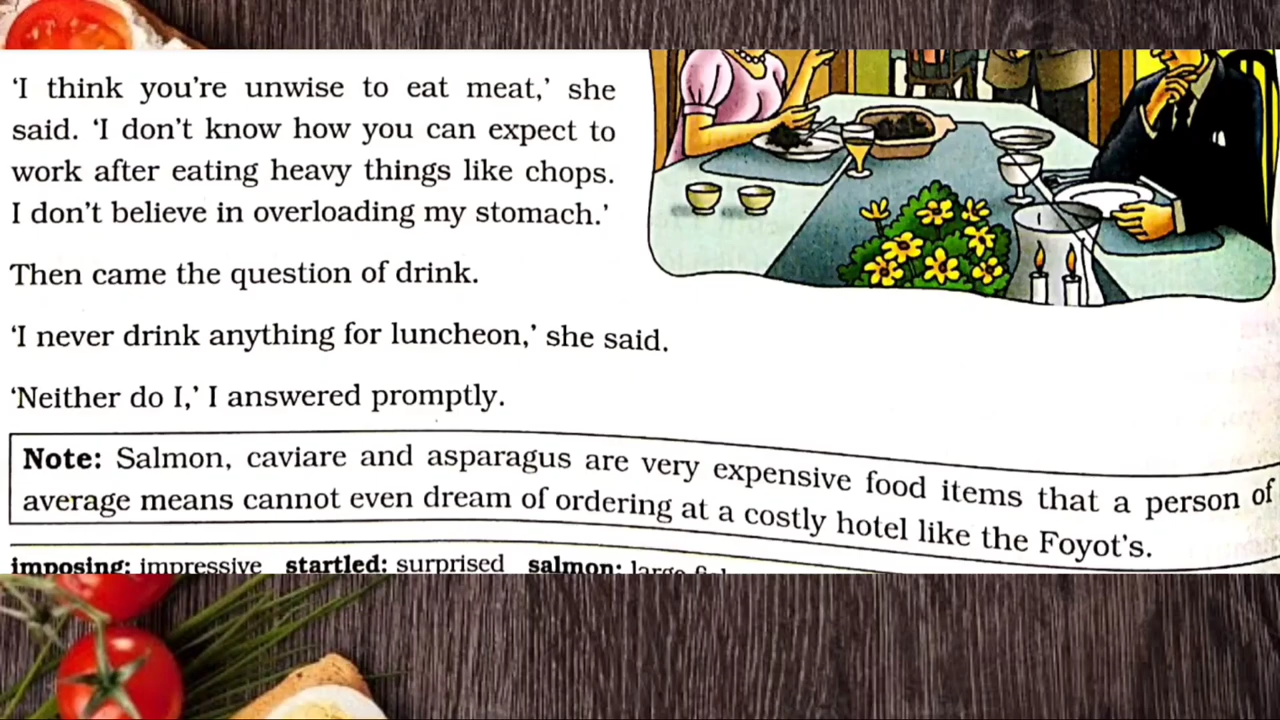 ‘I think you’re unwise to eat meat,’ she
said. ‘I don’t know how you can expect to
work after eating heavy things like chops.
I don’t believe in overloading my stomach.’
Then came the question of drink.
‘I never drink anything for luncheon,’ she said.
‘Neither do I,’ I answered promptly.
Note: Salmon, caviare and asparagus are very expensive food items that a person of
average means cannot even dream of ordering at a costly hotel like the Foyot’s.
imposing: impressive startled: surprised salmon: large